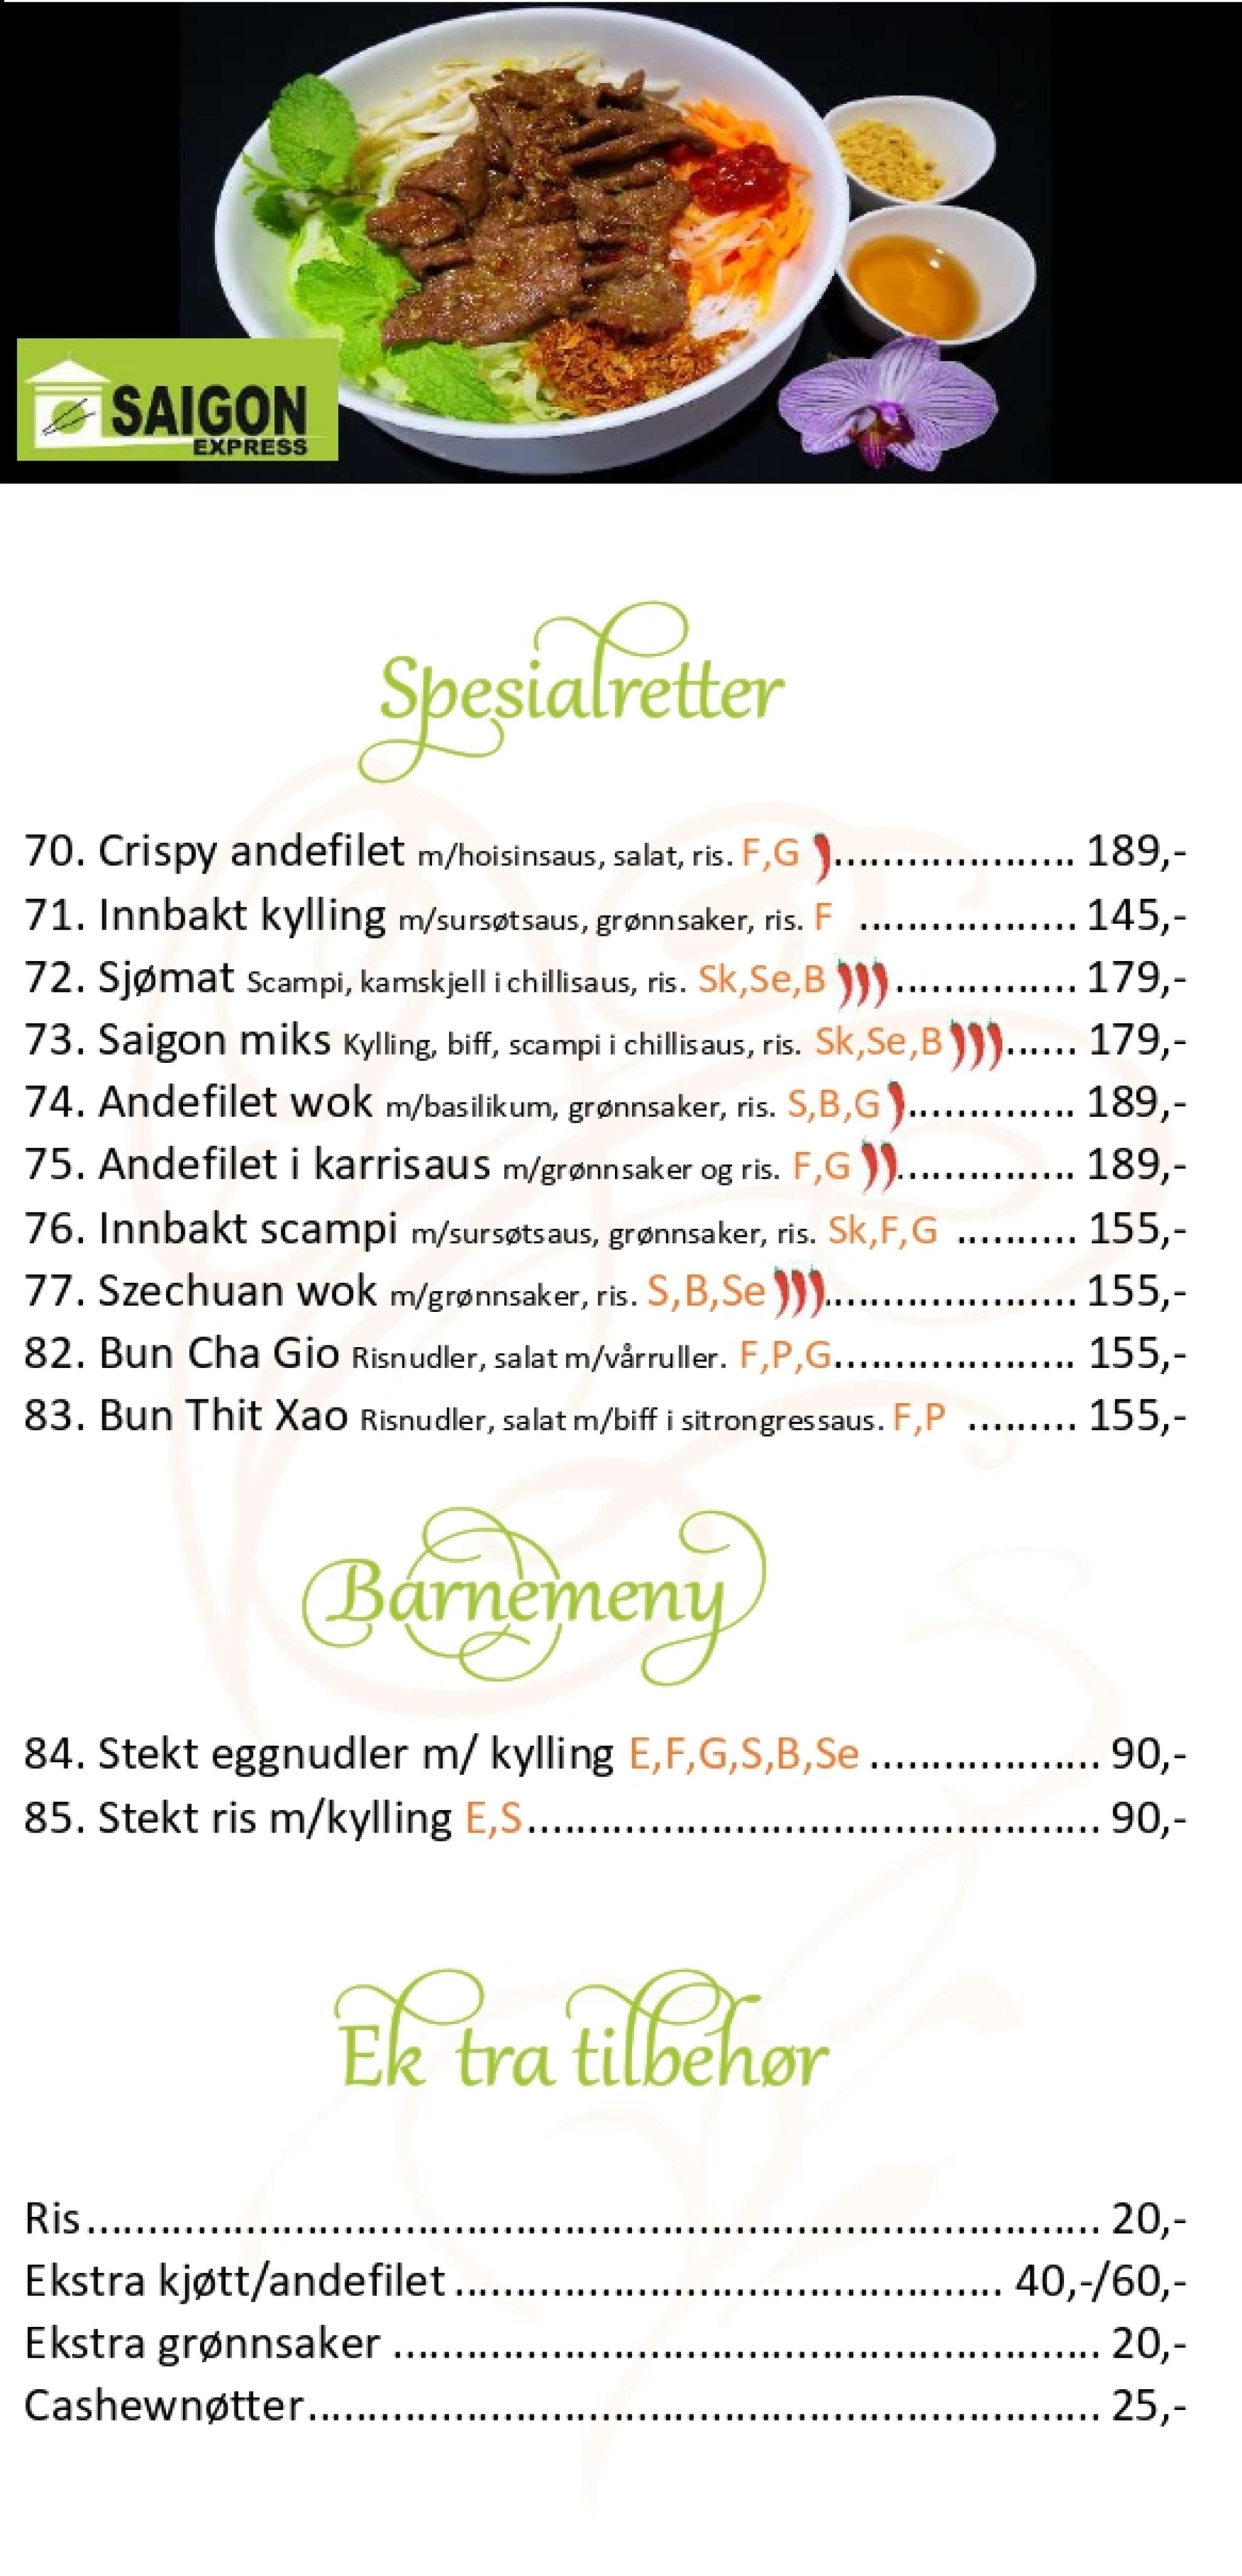 SAIGON
EXPRESS
Spesialretter
70. Crispy andefilet m/hoisinsaus, salat, ris. F,G .................... 189,-
71. Innbakt kylling m/sursøtsaus, grønnsaker, ris. F .................. 145,-
72. Sjømat Scampi, kamskjell i chillisaus, ris. Sk,Se,B ............... 179,-
73. Saigon miks Kylling, biff, scampi i chillisaus, ris. Sk,Se,B ...... 179,-
74. Andefilet wok m/basilikum, grønnsaker, ris. S,B,G .............. 189,-
75. Andefilet i karrisaus m/grønnsaker og ris. F,G ............... 189,-
76. Innbakt scampi m/sursøtsaus, grønnsaker, ris. Sk,F,G .......... 155,-
77. Szechuan wok m/grønnsaker, ris. S,B,Se ..................... 155,-
82. Bun Cha Gio Risnudler, salat m/vårruller. F,P,G.................... 155,-
83. Bun Thit Xao Risnudler, salat m/biff i sitrongressaus. F,P ......... 155,-
Barnemeny
84. Stekt eggnudler m/ kylling E,F,G,S,B,Se ................... 90,-
85. Stekt ris m/kylling E,S............................................... 90,-
Ek tra tilbehør
Ris.................................................................................... 20,-
Ekstra kjøtt/andefilet ............................................. 40,-/60,-
Ekstra grønnsaker .......................................................... 20,-
Cashewnøtter................................................................. 25,-